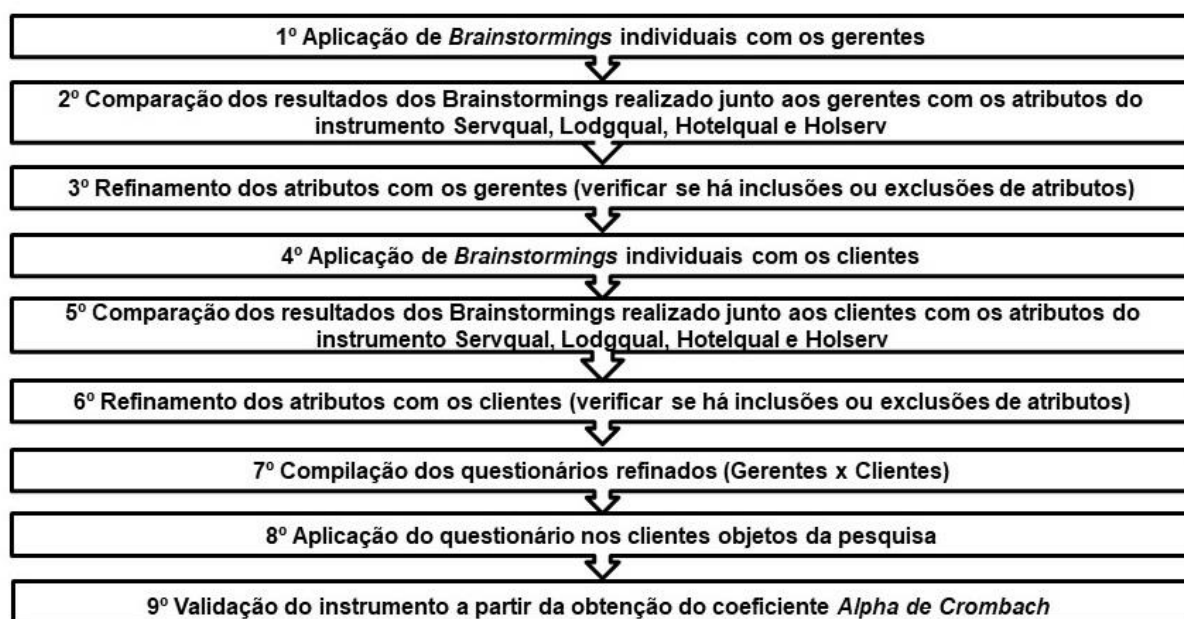 1º Aplicação de Brainstormings individuais com os gerentes
2º Comparação dos resultados dos Brainstormings realizado junto aos gerentes com os atributos do
instrumento Servqual, Lodgqual, Hotelqual e Holserv
3º Refinamento dos atributos com os gerentes (verificar se há inclusões ou exclusões de atributos)
4º Aplicação de Brainstormings individuais com os clientes
5º Comparação dos resultados dos Brainstormings realizado junto aos clientes com os atributos do
instrumento Servqual, Lodgqual, Hotelqual e Holserv
6º Refinamento dos atributos com os clientes (verificar se há inclusões ou exclusões de atributos)
7º Compilação dos questionários refinados (Gerentes x Clientes)
8º Aplicação do questionário nos clientes objetos da pesquisa
9º Validação do instrumento a partir da obtenção do coeficiente Alpha de Crombach